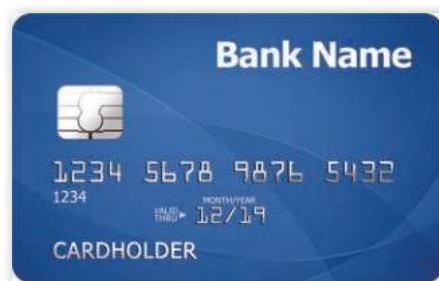 Bank Name
1234 5678 9876 5432
1234
MONTH/YEAR
VALID THRU ▶ 12/19
CARDHOLDER